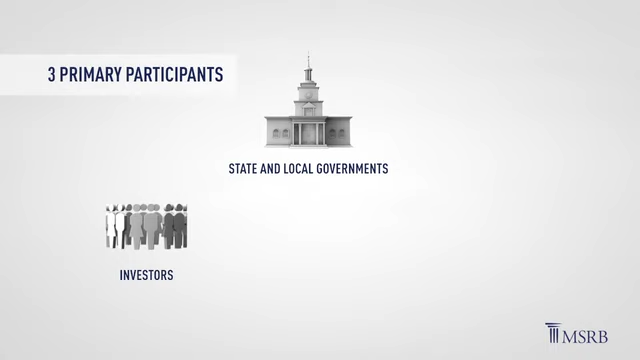 3 PRIMARY PARTICIPANTS
STATE AND LOCAL GOVERNMENTS
INVESTORS
MSRB